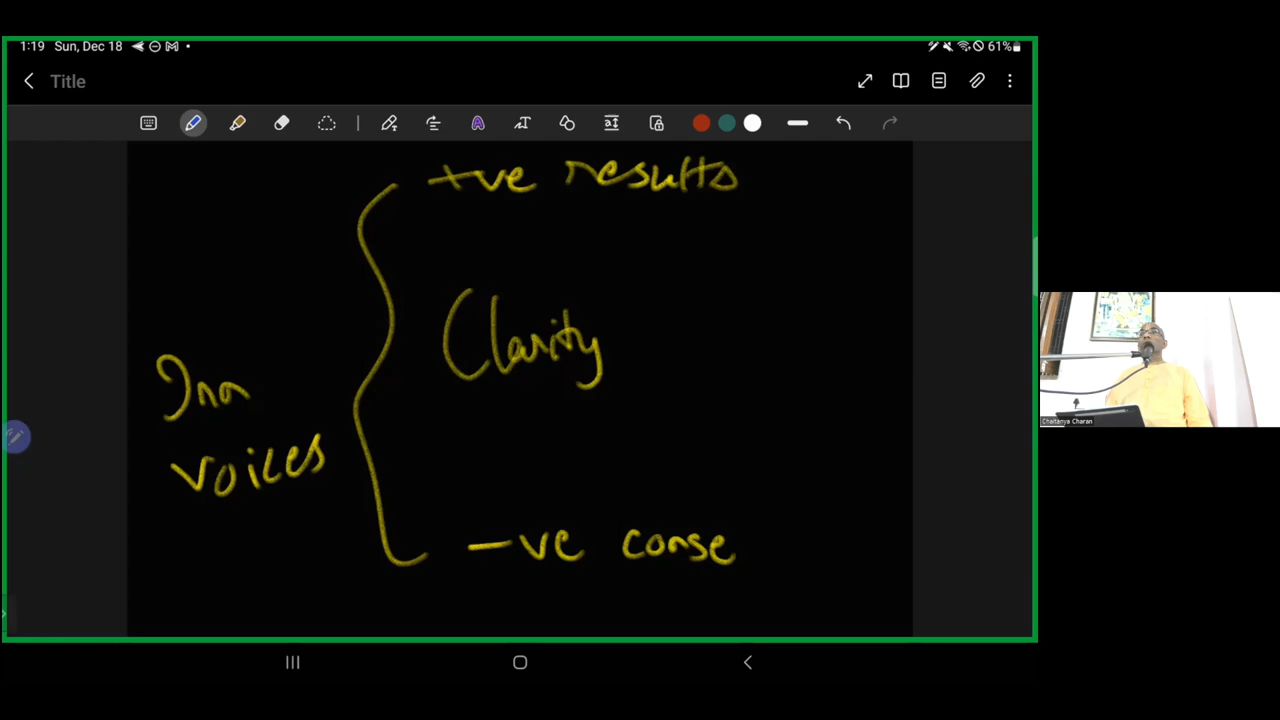 1:19 Sun, Dec 18
61%
Title
+ve results
Clarity
Inn
voices
-ve conse
Chaitanya Charan